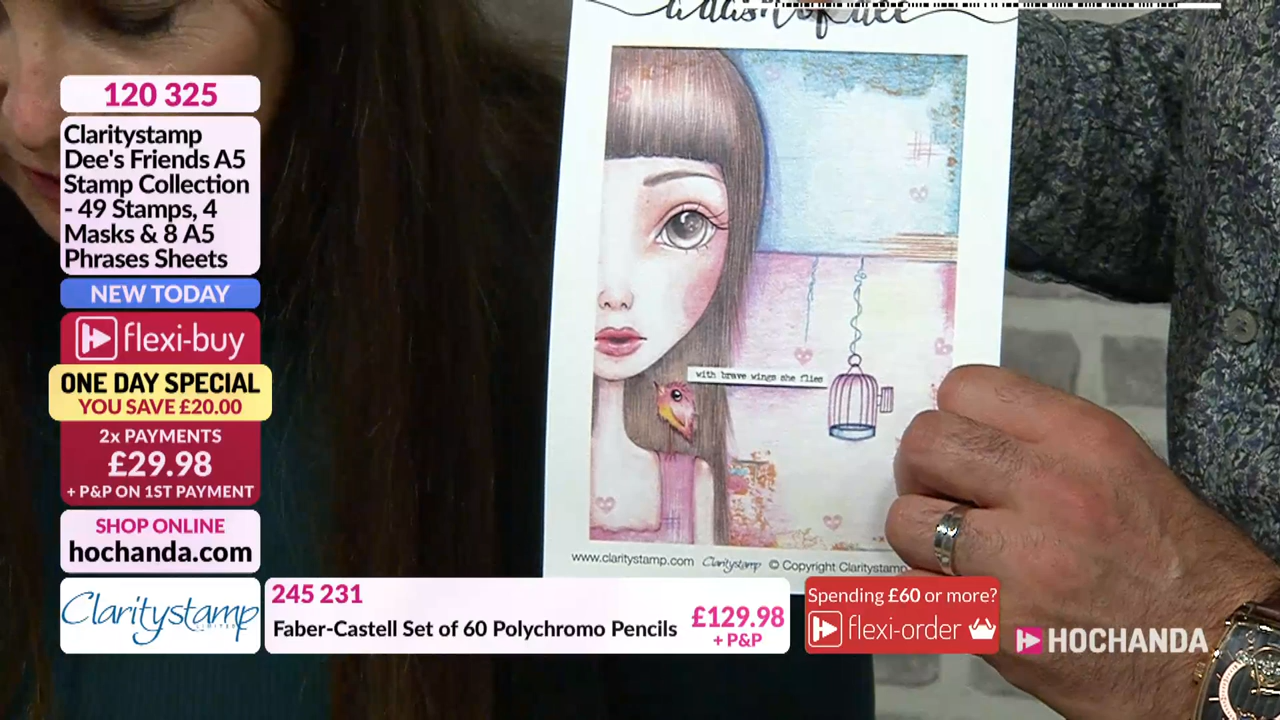 120 325
Claritystamp
Dee's Friends A5
Stamp Collection
- 49 Stamps, 4
Masks & 8 A5
Phrases Sheets
NEW TODAY
flexi-buy
ONE DAY SPECIAL
YOU SAVE £20.00
2x PAYMENTS
£29.98
+ P&P ON 1ST PAYMENT
SHOP ONLINE
hochanda.com
Claritystamp
LIMITED
245 231
Faber-Castell Set of 60 Polychromo Pencils
£129.98
+ P&P
Spending £60 or more?
flexi-order
HOCHANDA
with brave wings she flies
www.claritystamp.com Claritystamp © Copyright Claritystamp